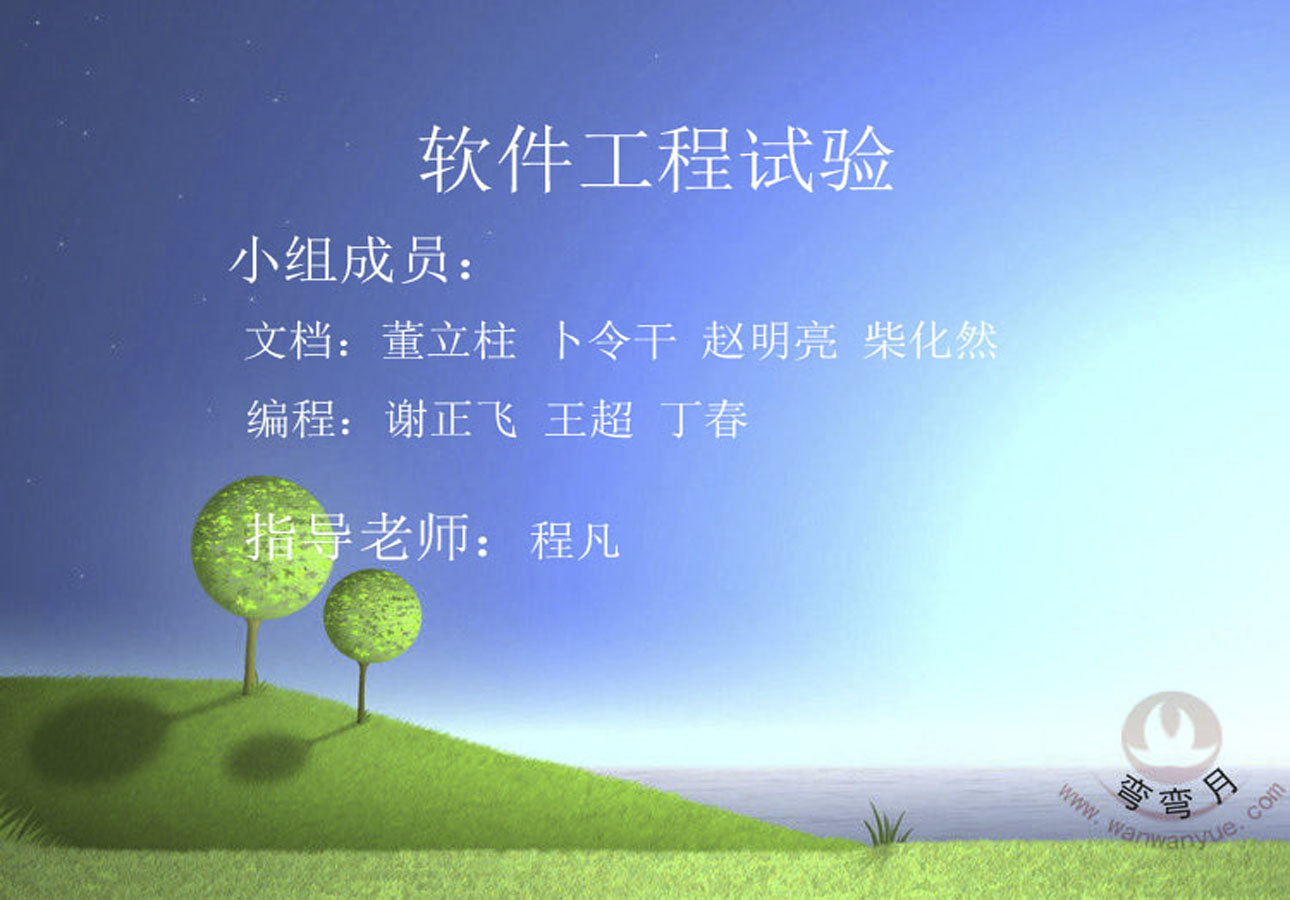 软件工程试验
小组成员：
文档：董立柱 卜令干 赵明亮 柴化然
编程：谢正飞 王超 丁春
指导老师：程凡
弯弯月
www.wanwanyue.com